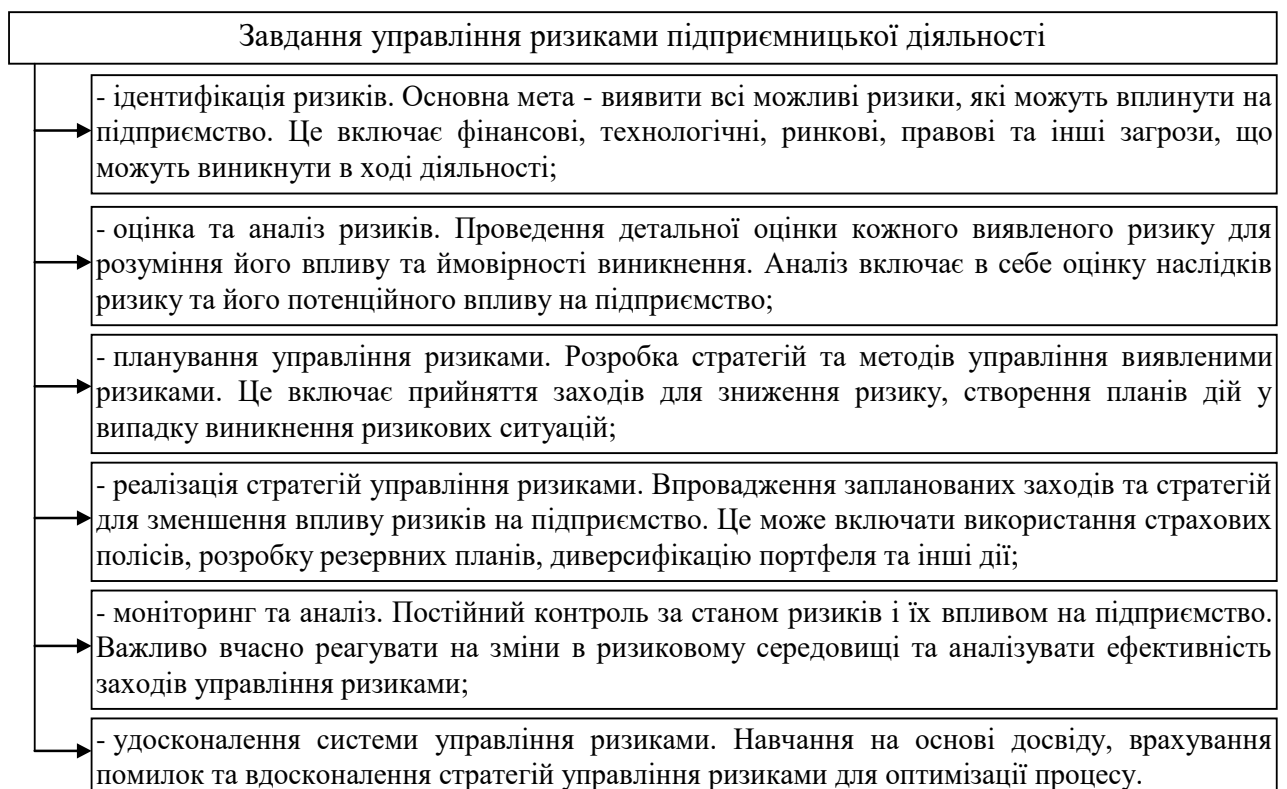 Завдання управління ризиками підприємницької діяльності
- ідентифікація ризиків. Основна мета - виявити всі можливі ризики, які можуть вплинути на
підприємство. Це включає фінансові, технологічні, ринкові, правові та інші загрози, що
можуть виникнути в ході діяльності;
- оцінка та аналіз ризиків. Проведення детальної оцінки кожного виявленого ризику для
розуміння його впливу та ймовірності виникнення. Аналіз включає в себе оцінку наслідків
ризику та його потенційного впливу на підприємство;
- планування управління ризиками. Розробка стратегій та методів управління виявленими
ризиками. Це включає прийняття заходів для зниження ризику, створення планів дій у
випадку виникнення ризикових ситуацій;
- реалізація стратегій управління ризиками. Впровадження запланованих заходів та стратегій
для зменшення впливу ризиків на підприємство. Це може включати використання страхових
полісів, розробку резервних планів, диверсифікацію портфеля та інші дії;
- моніторинг та аналіз. Постійний контроль за станом ризиків і їх впливом на підприємство.
Важливо вчасно реагувати на зміни в ризиковому середовищі та аналізувати ефективність
заходів управління ризиками;
- удосконалення системи управління ризиками. Навчання на основі досвіду, врахування
помилок та вдосконалення стратегій управління ризиками для оптимізації процесу.